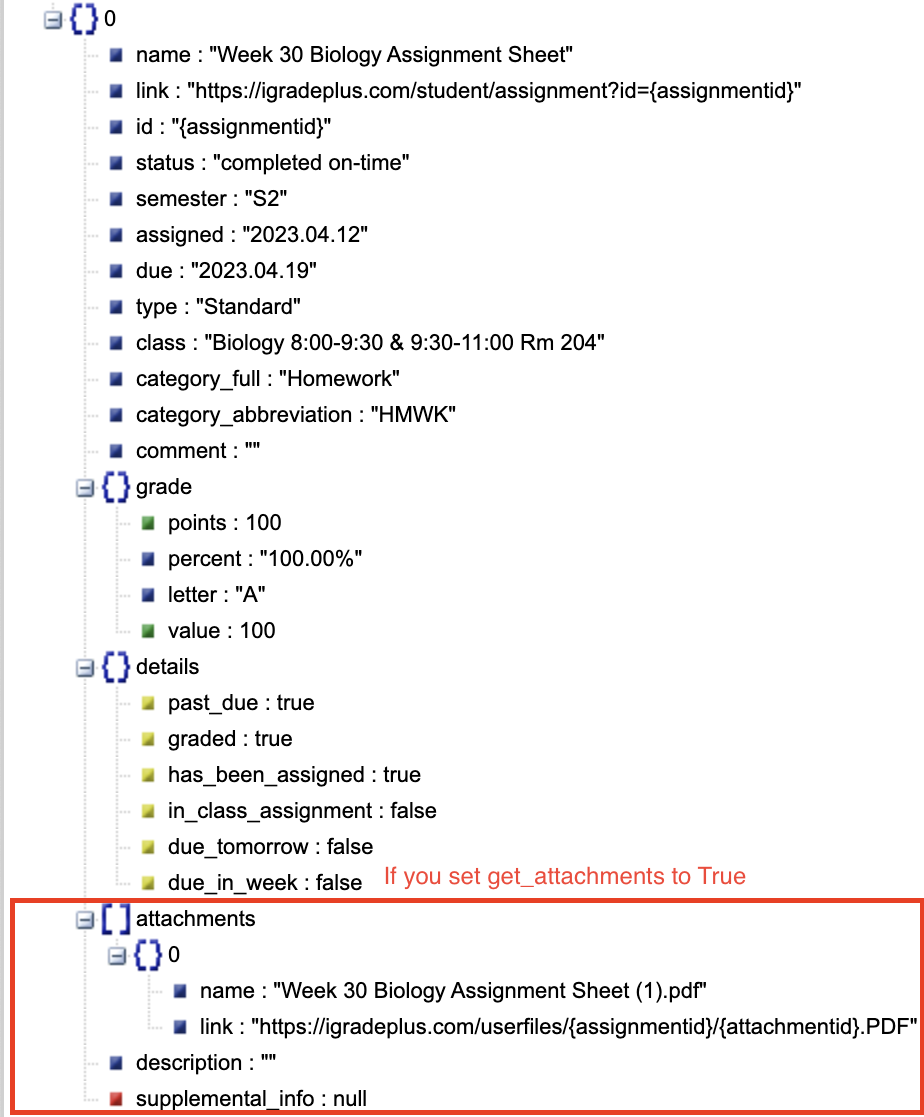 0
name : "Week 30 Biology Assignment Sheet"
link : "https://igradeplus.com/student/assignment?id={assignmentid}"
id : "{assignmentid}"
status : "completed on-time"
semester : "S2"
assigned : "2023.04.12"
due : "2023.04.19"
type : "Standard"
class : "Biology 8:00-9:30 & 9:30-11:00 Rm 204"
category_full : "Homework"
category_abbreviation : "HMWK"
comment : ""
grade
points : 100
percent : "100.00%"
letter : "A"
value : 100
details
past_due : true
graded : true
has_been_assigned : true
in_class_assignment : false
due_tomorrow : false
due_in_week : false If you set get_attachments to True
attachments
0
name : "Week 30 Biology Assignment Sheet (1).pdf"
link : "https://igradeplus.com/userfiles/{assignmentid}/{attachmentid}.PDF"
description : ""
supplemental_info : null